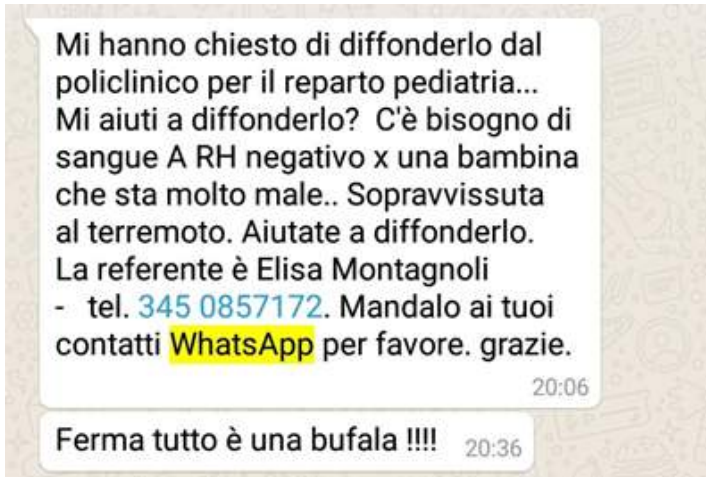 Mi hanno chiesto di diffonderlo dal
policlinico per il reparto pediatria...
Mi aiuti a diffonderlo?  C'è bisogno di
sangue A RH negativo x una bambina
che sta molto male.. Sopravvissuta
al terremoto. Aiutate a diffonderlo.
La referente è Elisa Montagnoli
-  tel. 345 0857172. Mandalo ai tuoi
contatti WhatsApp per favore. grazie.
20:06
Ferma tutto è una bufala !!!! 20:36